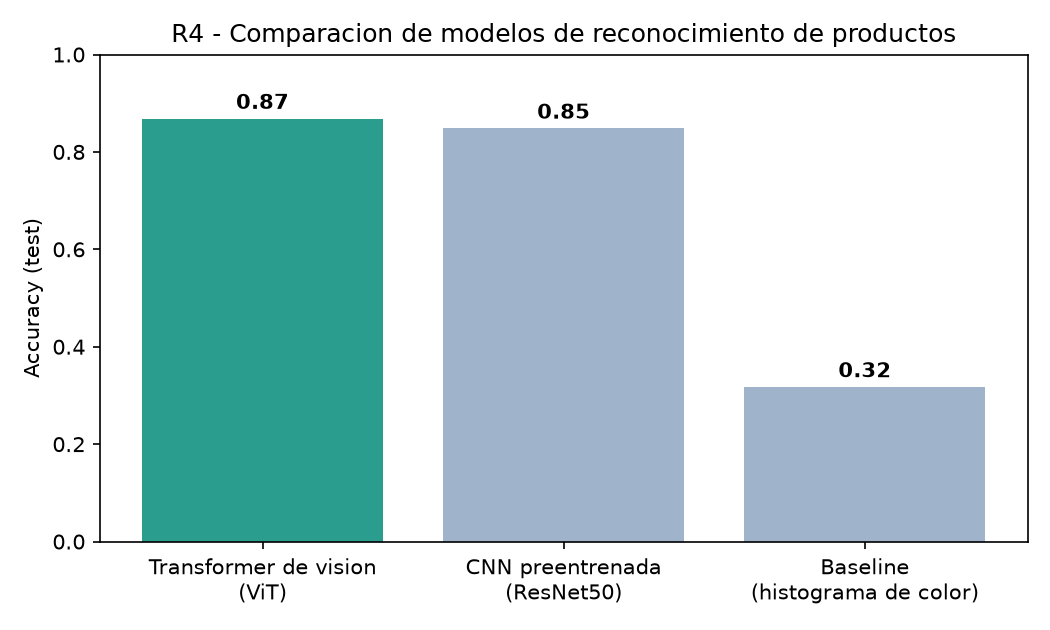 R4 - Comparacion de modelos de reconocimiento de productos
Accuracy (test)
1.0
0.8
0.6
0.4
0.2
0.0
0.87
0.85
0.32
Transformer de vision
(ViT)
CNN preentrenada
(ResNet50)
Baseline
(histograma de color)